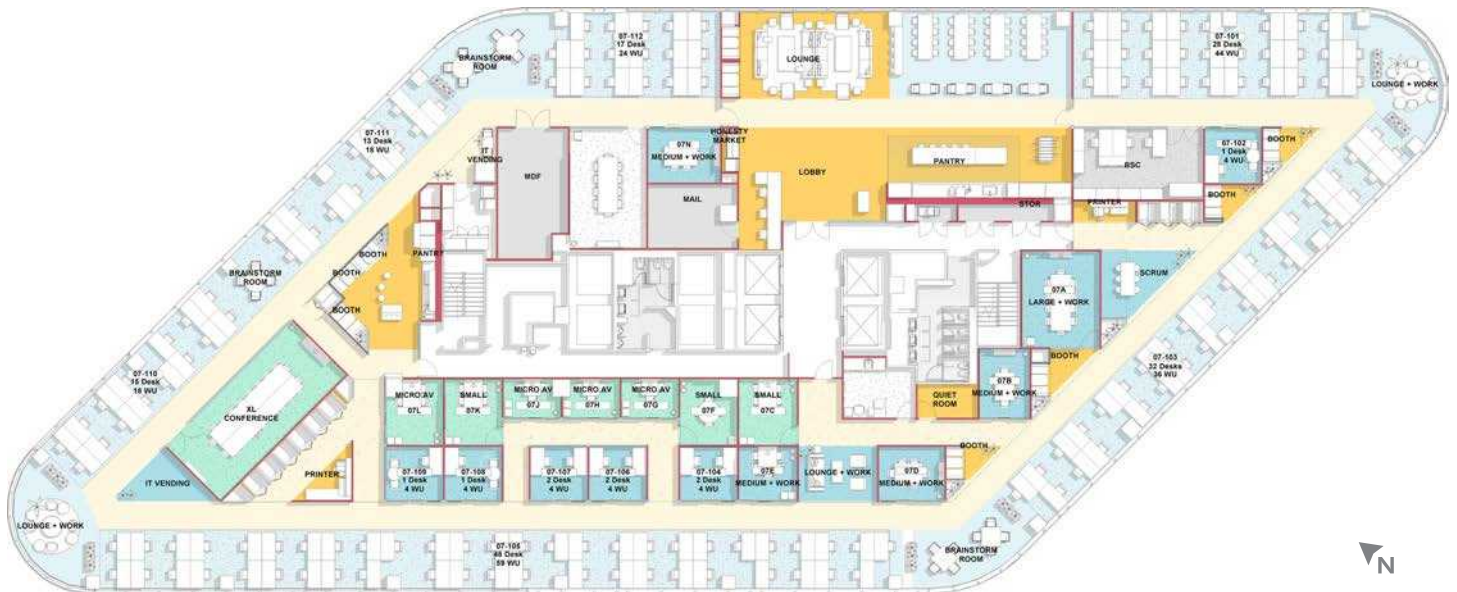 07-112
17 Desk
24 WU
BRAINSTORM
ROOM
LOUNGE
07-101
28 Desk
44 WU
LOUNGE + WORK
07-111
15 Desk
18 WU
IT
VENDING
MDF
07N
MEDIUM + WORK
HONESTY
MARKET
MAIL
LOBBY
PANTRY
BSC
07-102
1 Desk
4 WU
BOOTH
BOOTH
STOR
PRINTER
BRAINSTORM
ROOM
BOOTH
BOOTH
BOOTH
PANTRY
07A
LARGE + WORK
SCRUM
07-103
32 Desks
36 WU
BOOTH
07B
MEDIUM + WORK
QUIET
ROOM
BOOTH
07-110
15 Desk
16 WU
XL
CONFERENCE
MICRO AV
07L
SMALL
07K
MICRO AV
07J
MICRO AV
07H
MICRO AV
07G
SMALL
07F
SMALL
07C
IT VENDING
PRINTER
07-109
1 Desk
4 WU
07-108
1 Desk
4 WU
07-107
2 Desk
4 WU
07-106
2 Desk
4 WU
07-104
2 Desk
4 WU
07E
MEDIUM + WORK
LOUNGE + WORK
07D
MEDIUM + WORK
LOUNGE + WORK
07-105
48 Desk
59 WU
BRAINSTORM
ROOM
N